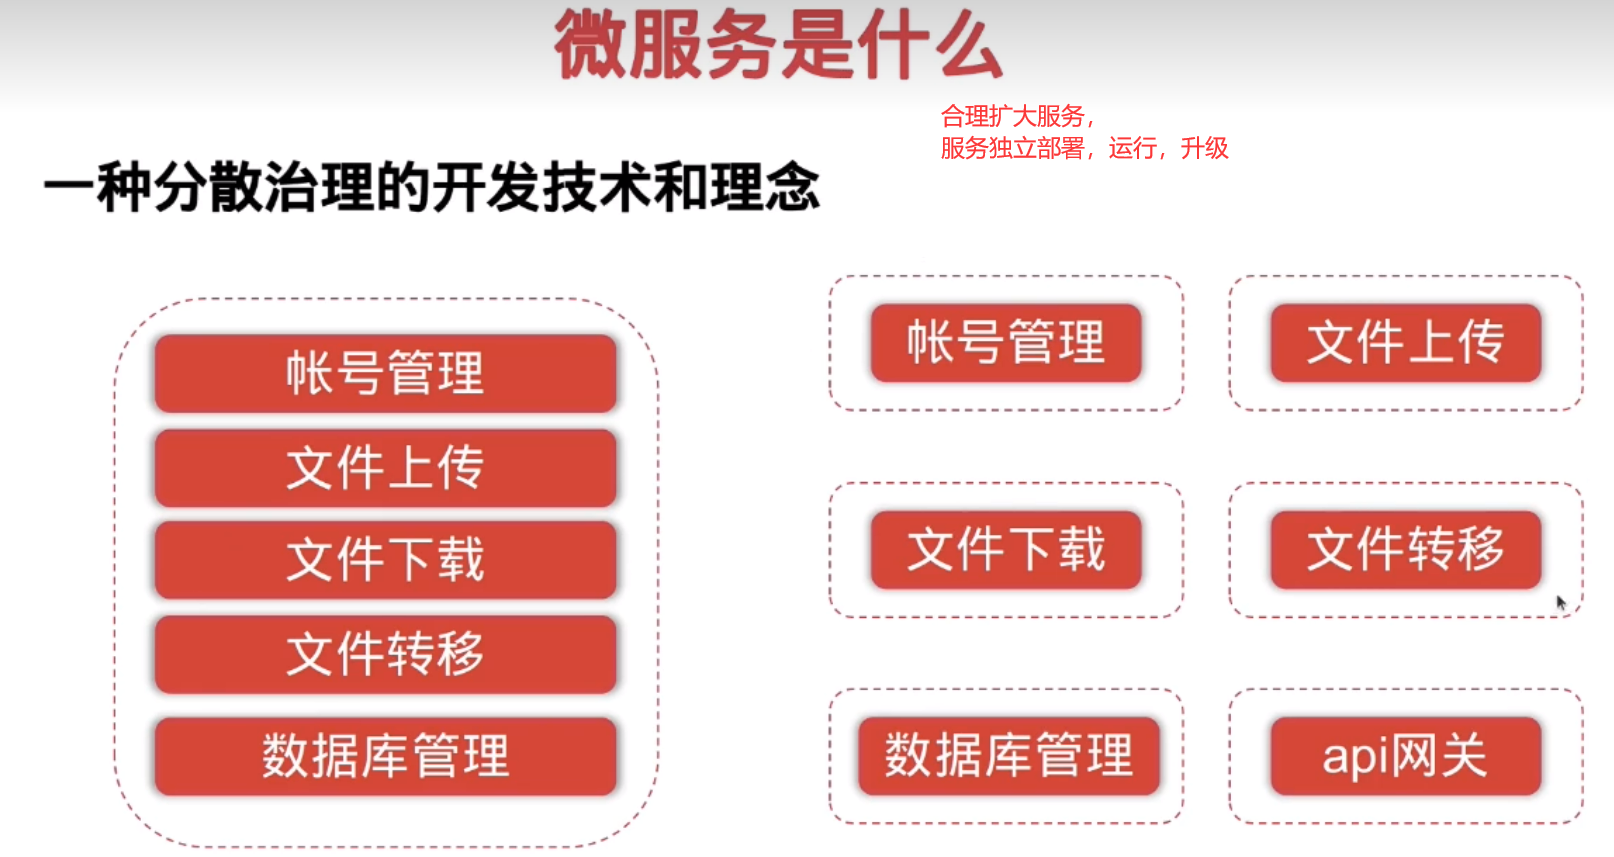 微服务是什么
合理扩大服务，
服务独立部署，运行，升级
一种分散治理的开发技术和理念
帐号管理
文件上传
文件下载
文件转移
数据库管理
帐号管理
文件上传
文件下载
文件转移
数据库管理
api网关